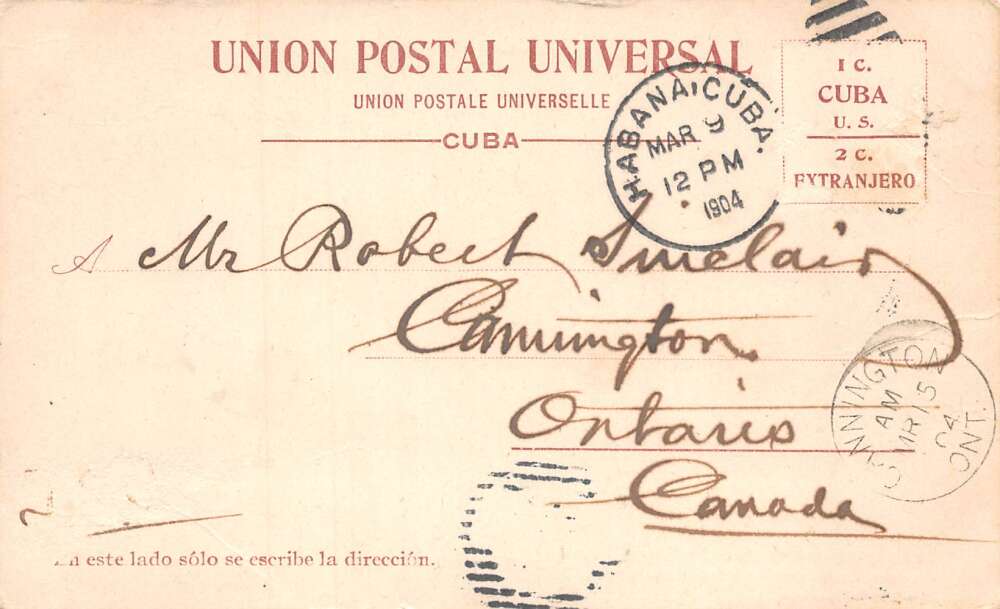 UNION POSTAL UNIVERSAL
UNION POSTALE UNIVERSELLE
CUBA
1 C.
CUBA
U. S.
2 C.
EXTRANJERO
HABANA, CUBA.
MAR 9
12 PM
1904
A Mr Robert Sinclair
Cannington
Ontario
Canada
CANNINGTON
AM
MR 15
04
ONT.
En este lado sólo se escribe la dirección.